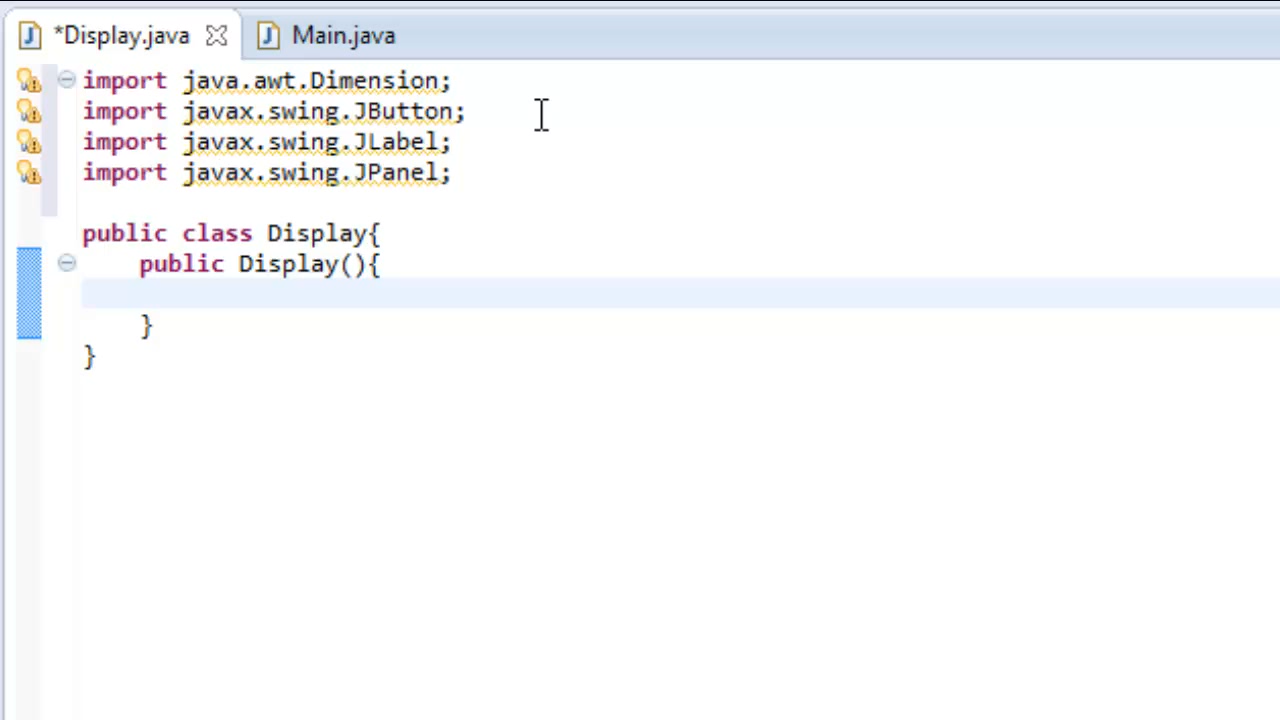 *Display.java Main.java
import java.awt.Dimension;
import javax.swing.JButton;
import javax.swing.JLabel;
import javax.swing.JPanel;
public class Display{
    public Display(){
    }
}